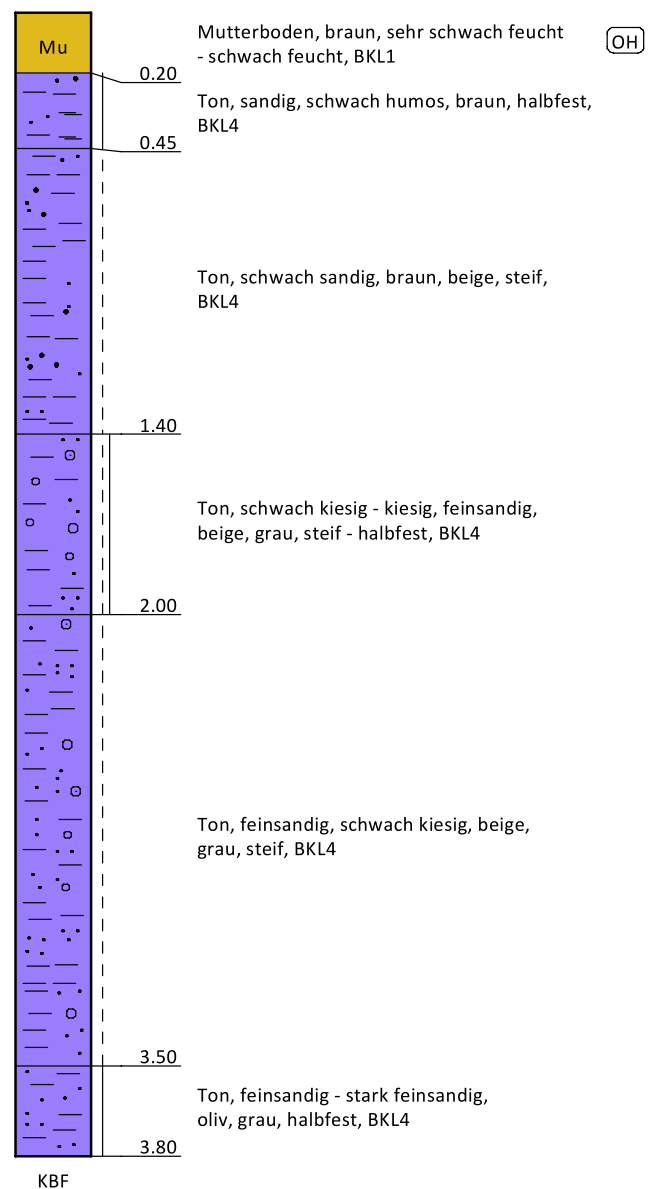 Mu
Mutterboden, braun, sehr schwach feucht
- schwach feucht, BKL1
OH
0.20
Ton, sandig, schwach humos, braun, halbfest,
BKL4
0.45
Ton, schwach sandig, braun, beige, steif,
BKL4
1.40
Ton, schwach kiesig - kiesig, feinsandig,
beige, grau, steif - halbfest, BKL4
2.00
Ton, feinsandig, schwach kiesig, beige,
grau, steif, BKL4
3.50
Ton, feinsandig - stark feinsandig,
oliv, grau, halbfest, BKL4
3.80
KBF